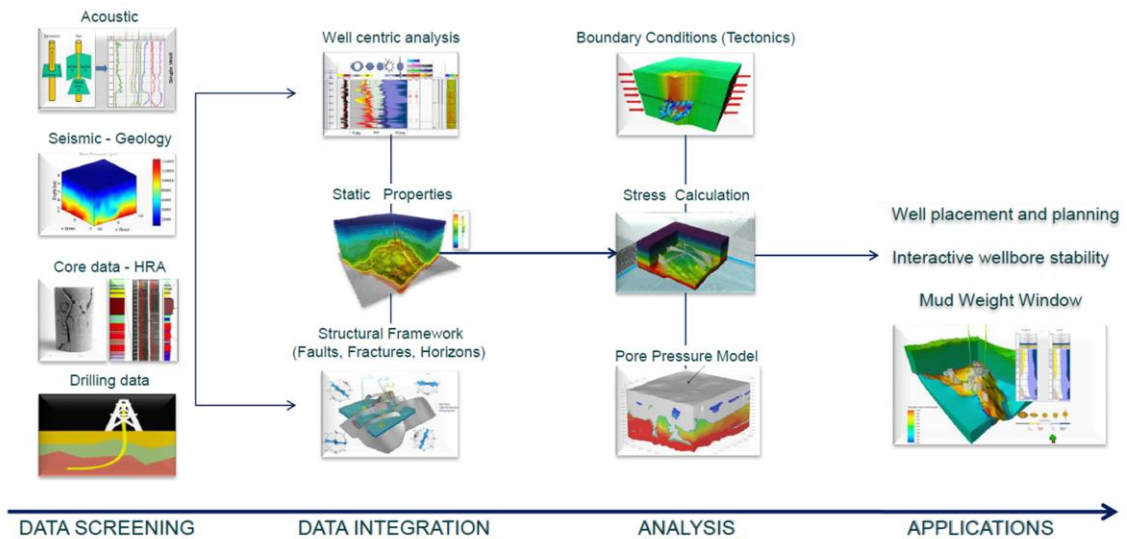 Acoustic
Single Well
Seismic - Geology
Core data - HRA
Drilling data
Well centric analysis
Static Properties
Structural Framework
(Faults, Fractures, Horizons)
Boundary Conditions (Tectonics)
Stress Calculation
Pore Pressure Model
Well placement and planning
Interactive wellbore stability
Mud Weight Window
DATA SCREENING
DATA INTEGRATION
ANALYSIS
APPLICATIONS